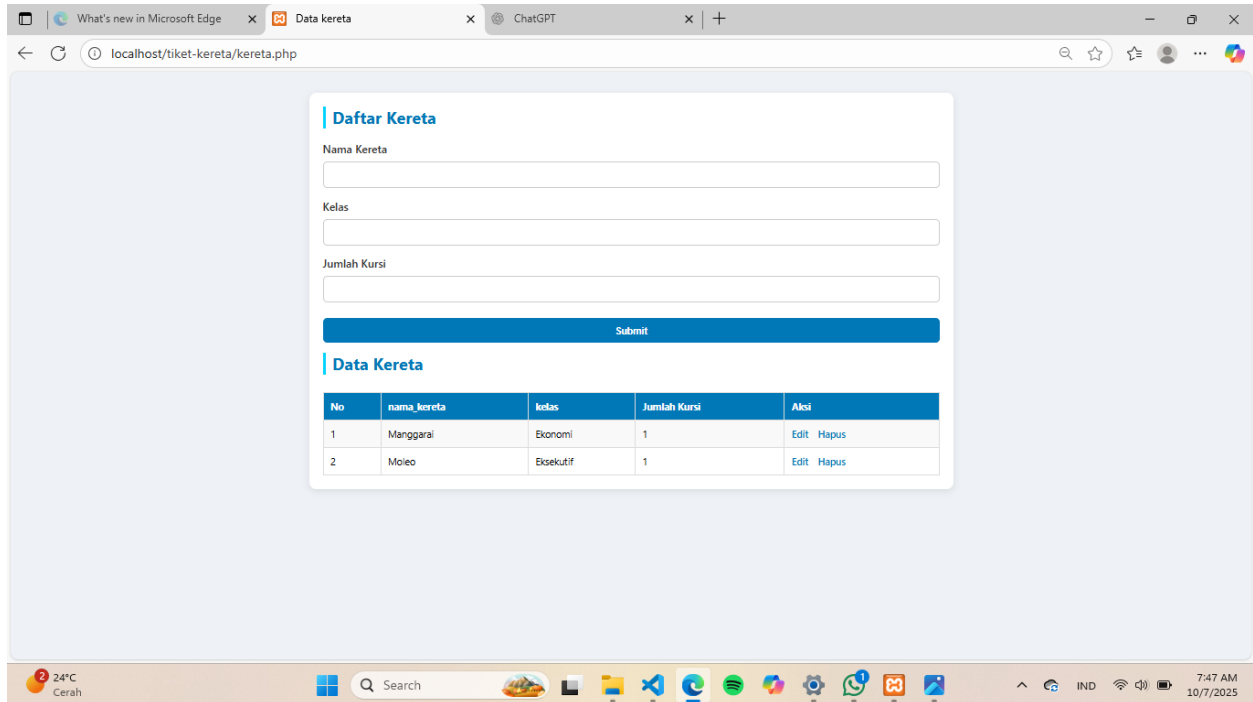 What's new in Microsoft Edge
Data kereta
ChatGPT
localhost/tiket-kereta/kereta.php
Daftar Kereta
Nama Kereta
Kelas
Jumlah Kursi
Submit
Data Kereta
No nama_kereta kelas Jumlah Kursi Aksi
1 Manggarai Ekonomi 1 Edit Hapus
2 Moleo Eksekutif 1 Edit Hapus
2
24°C
Cerah
Search
1
IND
7:47 AM
10/7/2025